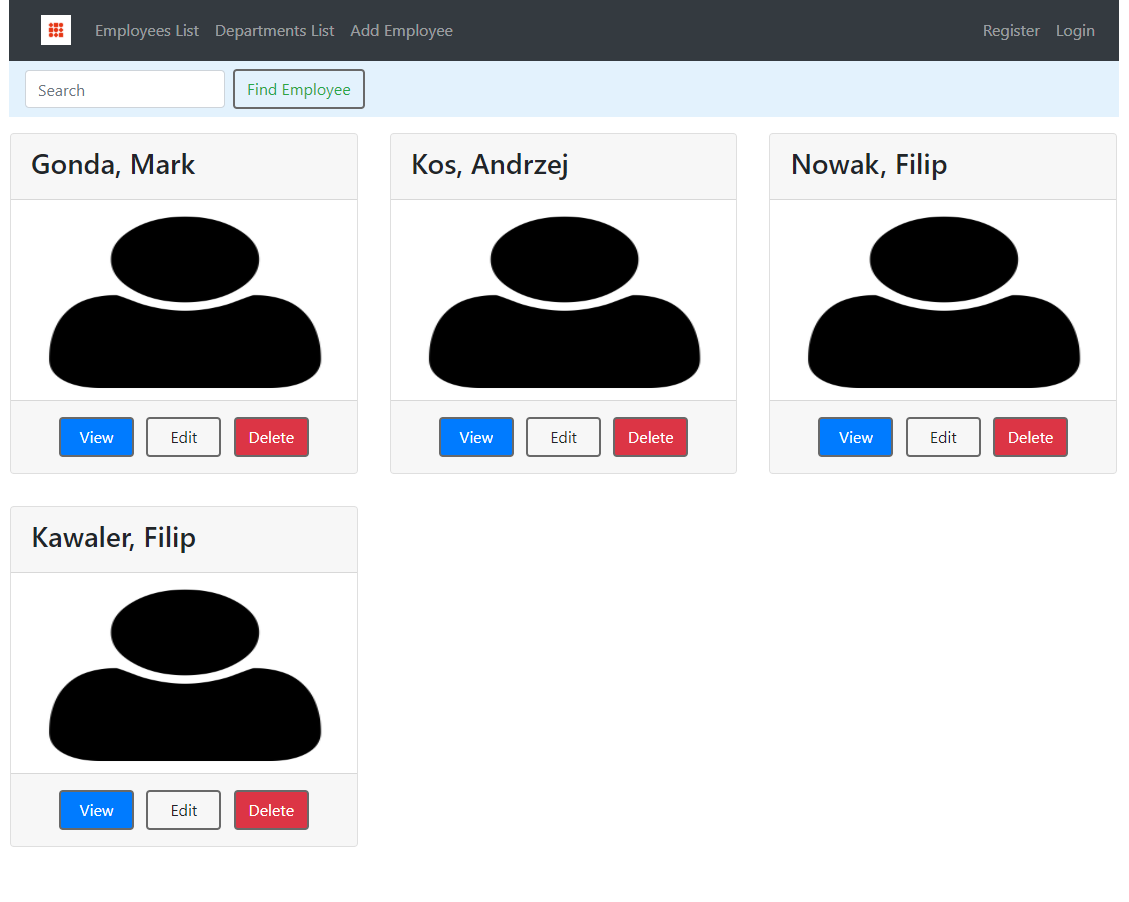 Employees List Departments List Add Employee Register Login
Search Find Employee
Gonda, Mark
Kos, Andrzej
Nowak, Filip
View Edit Delete
View Edit Delete
View Edit Delete
Kawaler, Filip
View Edit Delete